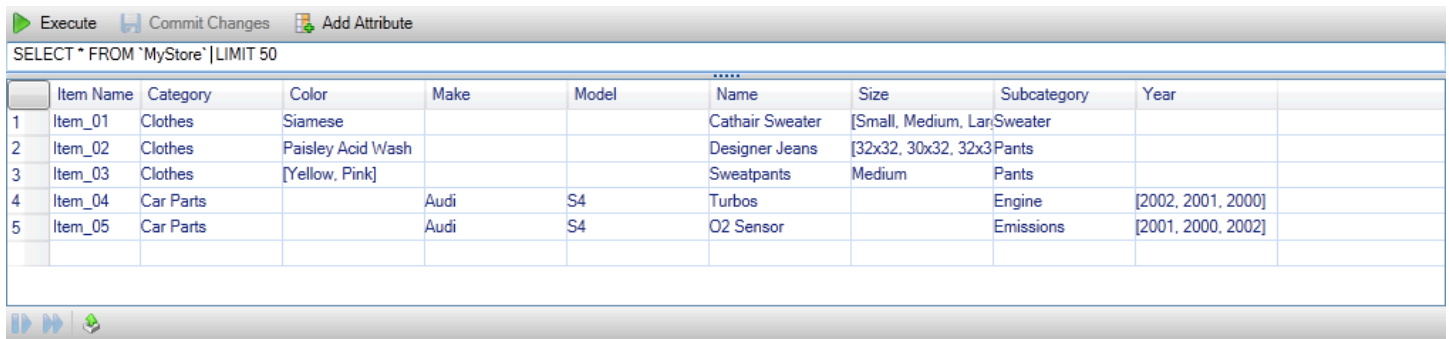 Execute Commit Changes Add Attribute
SELECT * FROM `MyStore` LIMIT 50
Item Name Category Color Make Model Name Size Subcategory Year
1 Item_01 Clothes Siamese Cathair Sweater [Small, Medium, Lar Sweater
2 Item_02 Clothes Paisley Acid Wash Designer Jeans [32x32, 30x32, 32x3 Pants
3 Item_03 Clothes [Yellow, Pink] Sweatpants Medium Pants
4 Item_04 Car Parts Audi S4 Turbos Engine [2002, 2001, 2000]
5 Item_05 Car Parts Audi S4 O2 Sensor Emissions [2001, 2000, 2002]